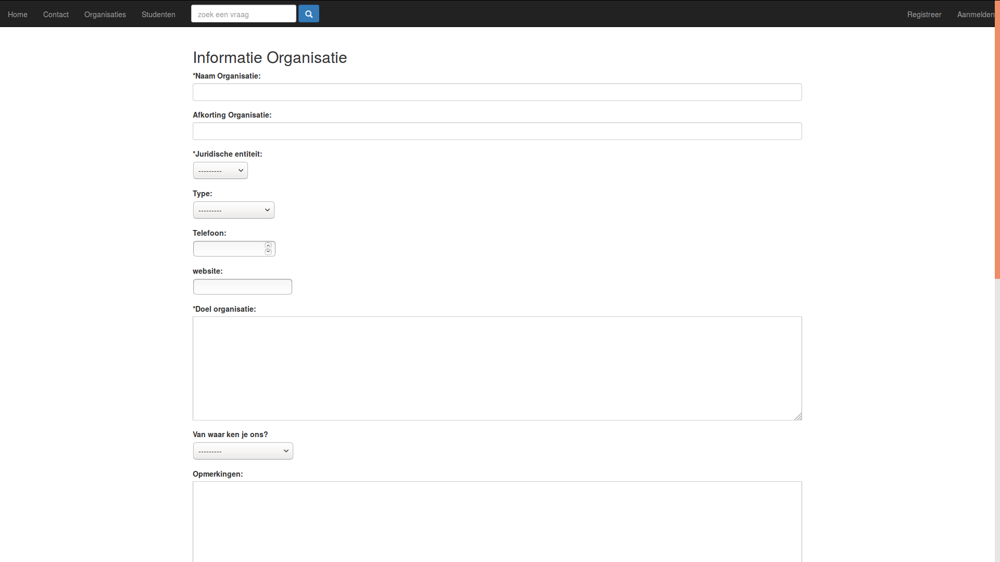 Home Contact Organisaties Studenten zoek een vraag Registreer Aanmelden
Informatie Organisatie
*Naam Organisatie:
Afkorting Organisatie:
*Juridische entiteit:
---------
Type:
---------
Telefoon:
website:
*Doel organisatie:
Van waar ken je ons?
---------
Opmerkingen: